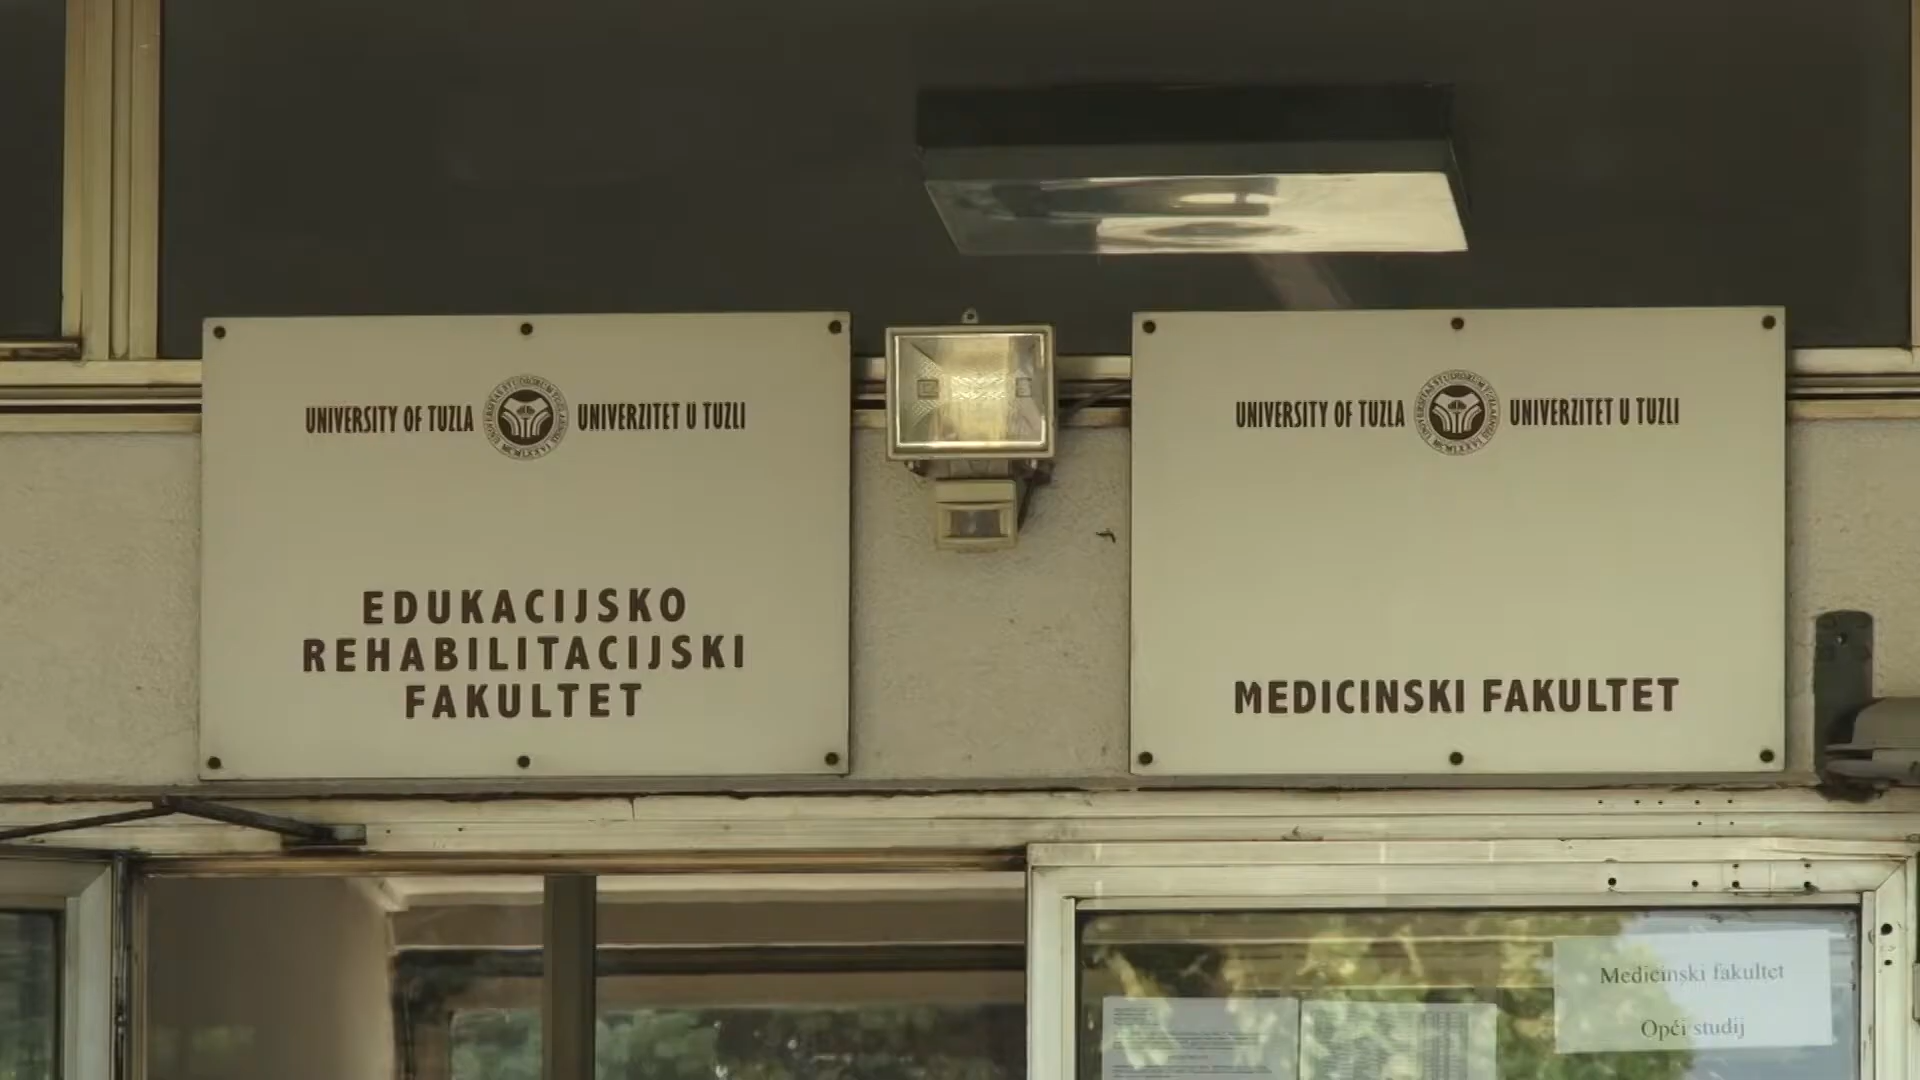 UNIVERSITY OF TUZLA UNIVERZITET U TUZLI
EDUKACIJSKO
REHABILITACIJSKI
FAKULTET
UNIVERSITY OF TUZLA UNIVERZITET U TUZLI
MEDICINSKI FAKULTET
Medicinski fakultet
Opći studij